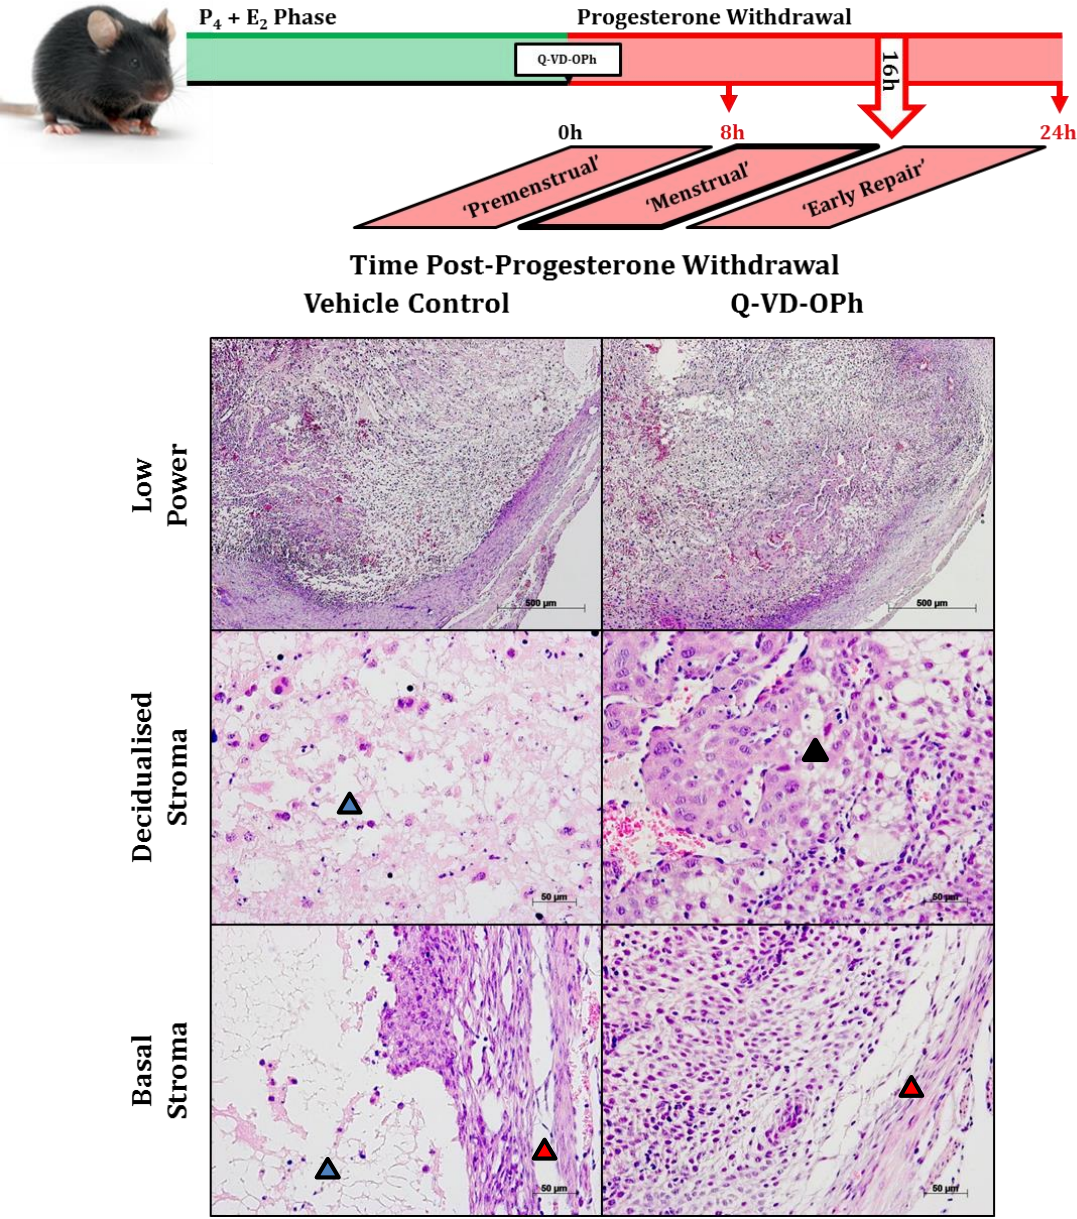 P₄ + E₂ Phase
Progesterone Withdrawal
Q-VD-OPh
16h
0h
8h
24h
‘Premenstrual’
‘Menstrual’
‘Early Repair’
Time Post-Progesterone Withdrawal
Vehicle Control
Q-VD-OPh
Low
Power
500 µm
500 µm
Decidualised
Stroma
50 µm
50 µm
Basal
Stroma
50 µm
50 µm